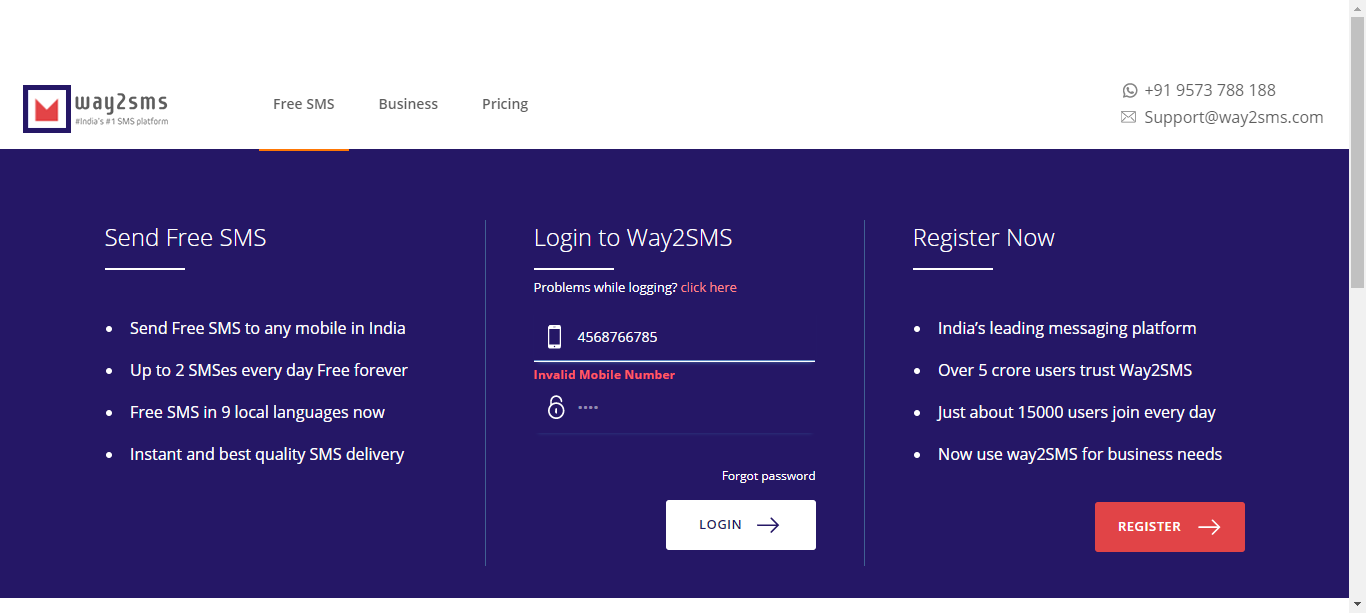 way2sms
#India's #1 SMS platform
Free SMS
Business
Pricing
+91 9573 788 188
Support@way2sms.com
Send Free SMS
Send Free SMS to any mobile in India
Up to 2 SMSes every day Free forever
Free SMS in 9 local languages now
Instant and best quality SMS delivery
Login to Way2SMS
Problems while logging? click here
4568766785
Invalid Mobile Number
Forgot password
LOGIN
Register Now
India’s leading messaging platform
Over 5 crore users trust Way2SMS
Just about 15000 users join every day
Now use way2SMS for business needs
REGISTER